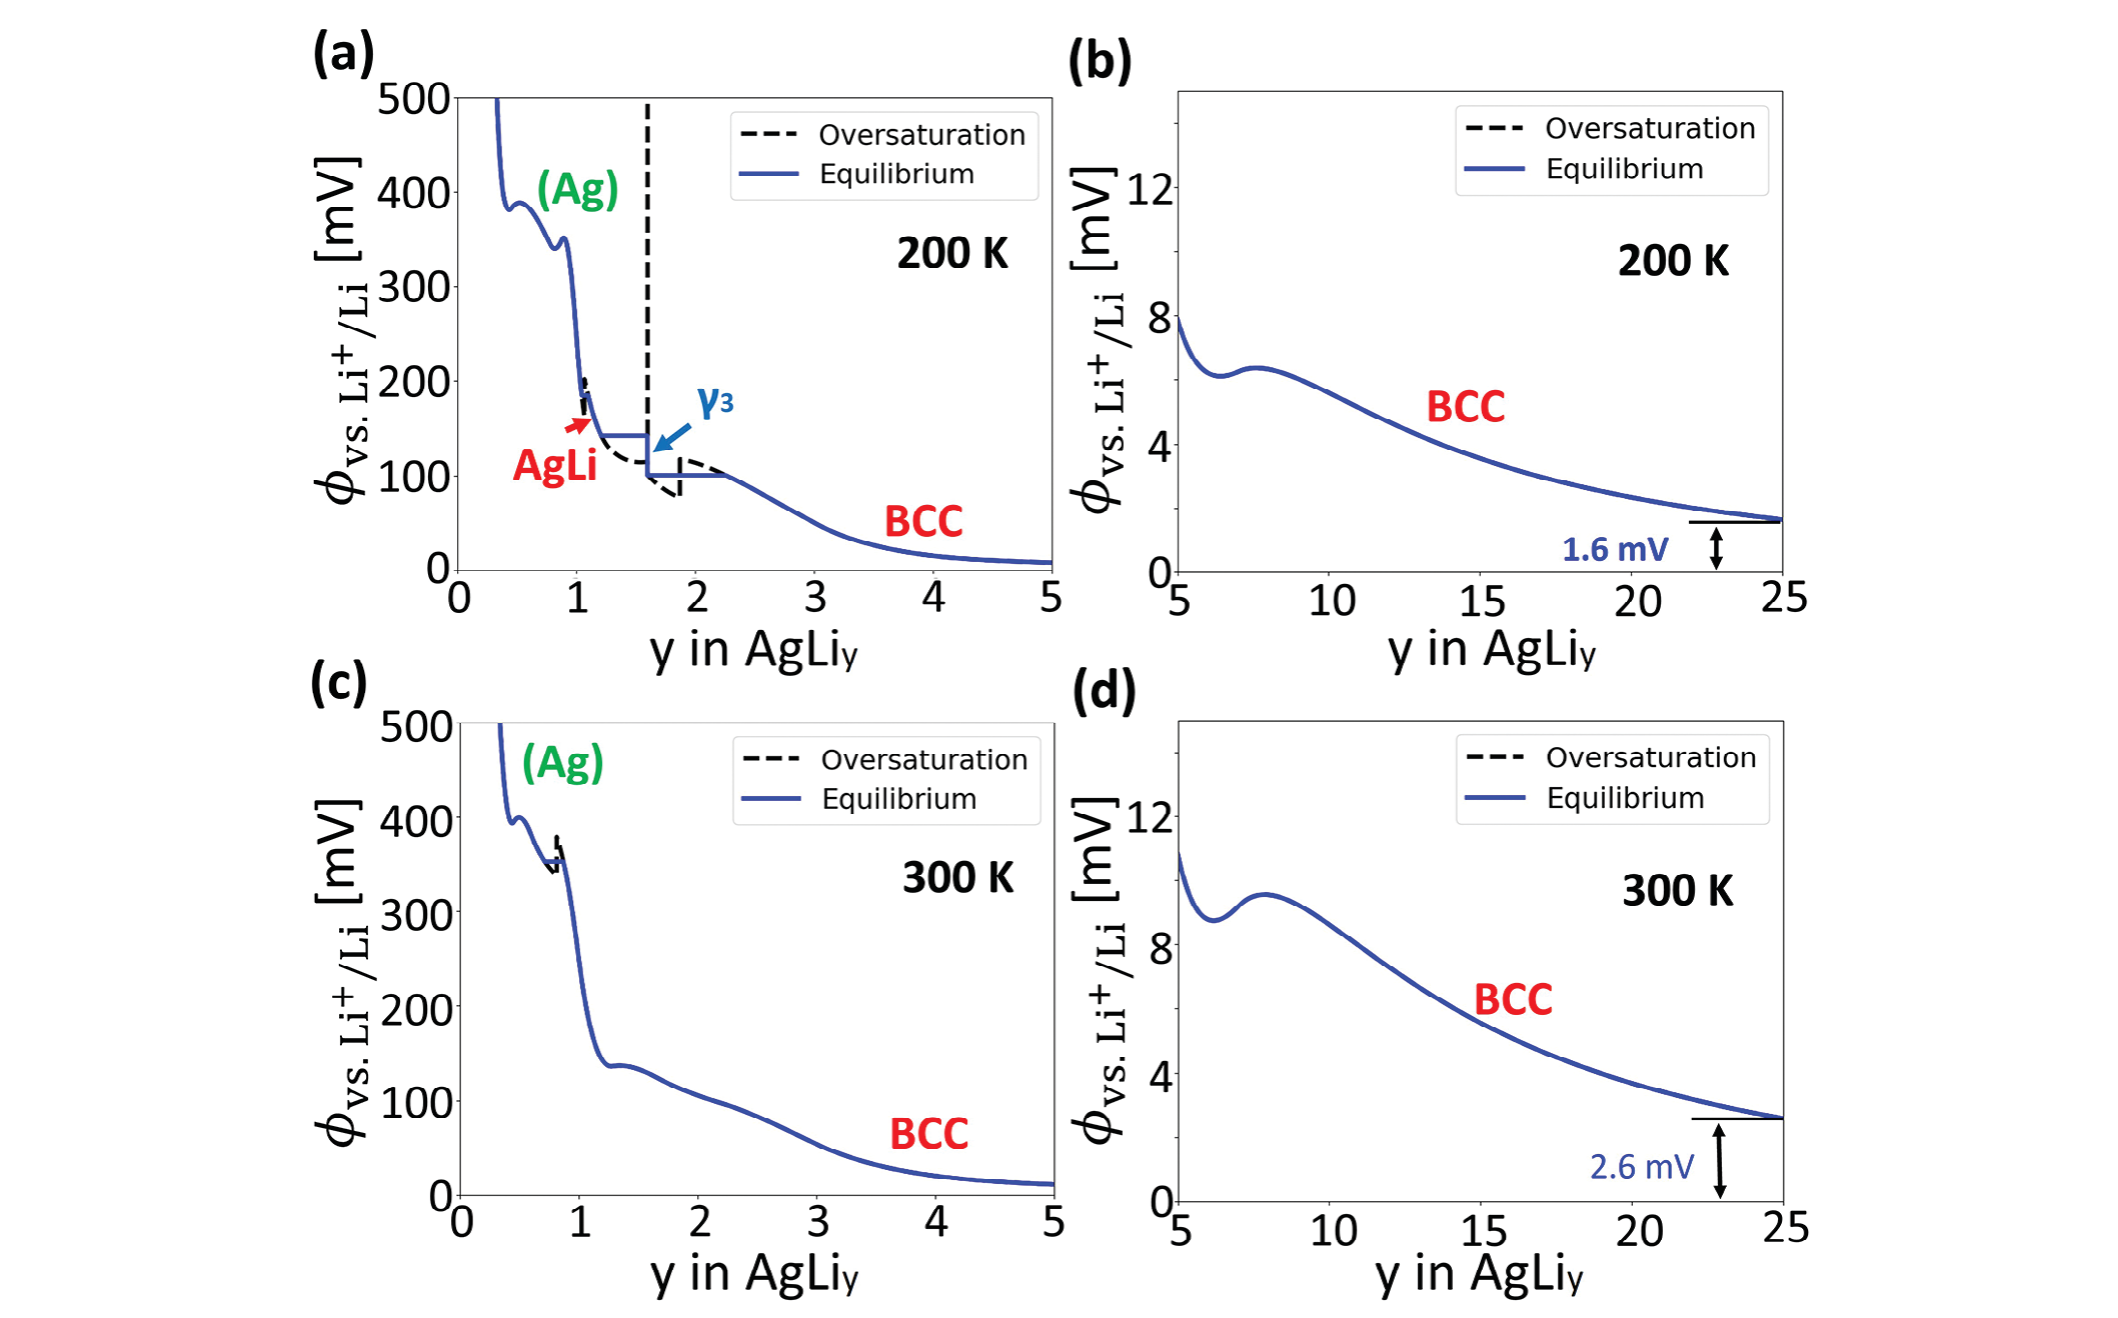 (a)
500
400
300
200
100
0
0 1 2 3 4 5
ϕvs. Li⁺/Li [mV]
y in AgLiy
Oversaturation
Equilibrium
(Ag)
200 K
γ₃
AgLi
BCC
(b)
12
8
4
0
5 10 15 20 25
ϕvs. Li⁺/Li [mV]
y in AgLiy
Oversaturation
Equilibrium
200 K
BCC
1.6 mV
(c)
500
400
300
200
100
0
0 1 2 3 4 5
ϕvs. Li⁺/Li [mV]
y in AgLiy
Oversaturation
Equilibrium
(Ag)
300 K
BCC
(d)
12
8
4
0
5 10 15 20 25
ϕvs. Li⁺/Li [mV]
y in AgLiy
Oversaturation
Equilibrium
300 K
BCC
2.6 mV